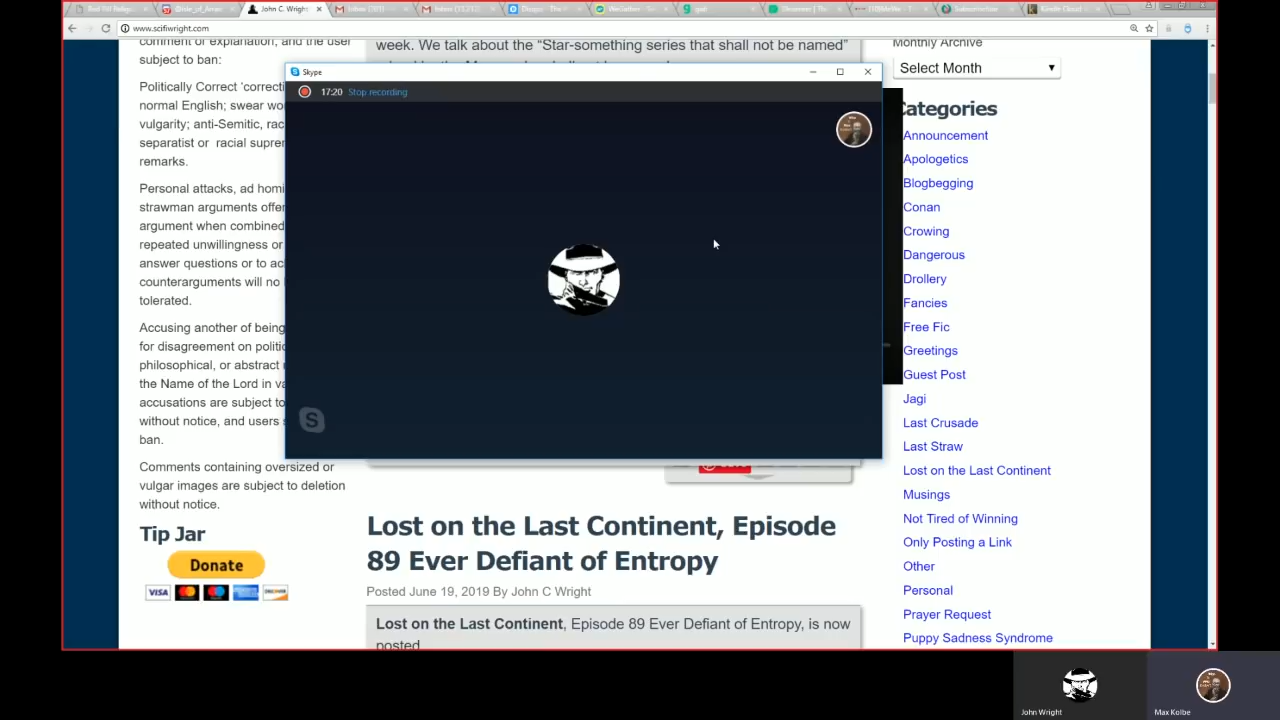 John C. Wright
Inbox (281)
www.scifiwright.com
comment or explanation, and the user
subject to ban:
Politically Correct 'correcti
normal English; swear wo
vulgarity; anti-Semitic, rac
separatist or racial suprem
remarks.
Personal attacks, ad homi
strawman arguments offer
argument when combined
repeated unwillingness or
answer questions or to ac
counterarguments will no
tolerated.
Accusing another of being
for disagreement on politic
philosophical, or abstract
the Name of the Lord in va
accusations are subject to
without notice, and users
ban.
Comments containing oversized or
vulgar images are subject to deletion
without notice.
Tip Jar
Donate
VISA
week. We talk about the “Star-something series that shall not be named”
Skype
17:20 Stop recording
Lost on the Last Continent, Episode
89 Ever Defiant of Entropy
Posted June 19, 2019 By John C Wright
Lost on the Last Continent, Episode 89 Ever Defiant of Entropy, is now
posted
Monthly Archive
Select Month
Categories
Announcement
Apologetics
Blogbegging
Conan
Crowing
Dangerous
Drollery
Fancies
Free Fic
Greetings
Guest Post
Jagi
Last Crusade
Last Straw
Lost on the Last Continent
Musings
Not Tired of Winning
Only Posting a Link
Other
Personal
Prayer Request
Puppy Sadness Syndrome
John Wright
Max Kolbe